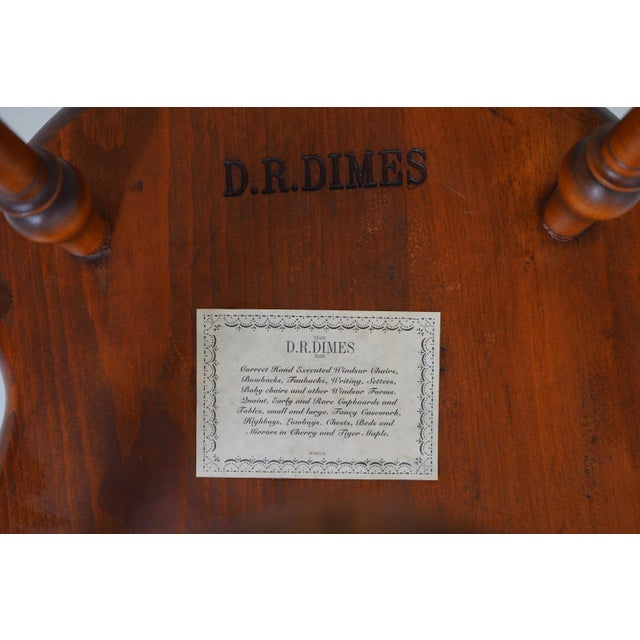 D.R.DIMES
TRADE
D.R.DIMES
MARK
Correct Hand Executed Windsor Chairs,
Bowbacks, Fanbacks, Writing, Settees,
Baby chairs and other Windsor Forms.
Quaint, Early and Rare Cupboards and
Tables, small and large. Fancy Casework,
Highboys, Lowboys. Chests, Beds and
Mirrors in Cherry and Tiger Maple.